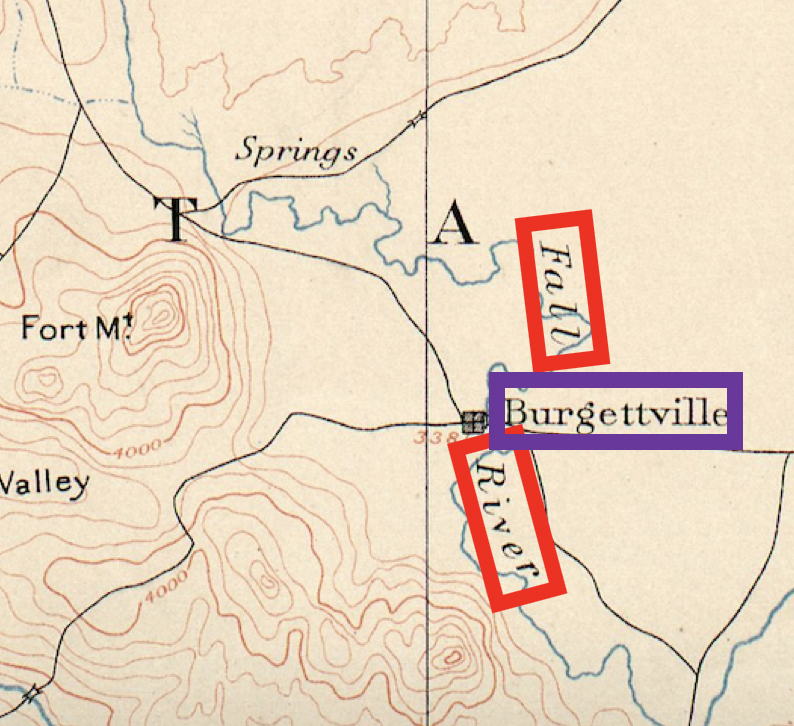 Springs
T
A
Fall
Fort Mt.
Burgettville
338
4000
River
Valley
4000